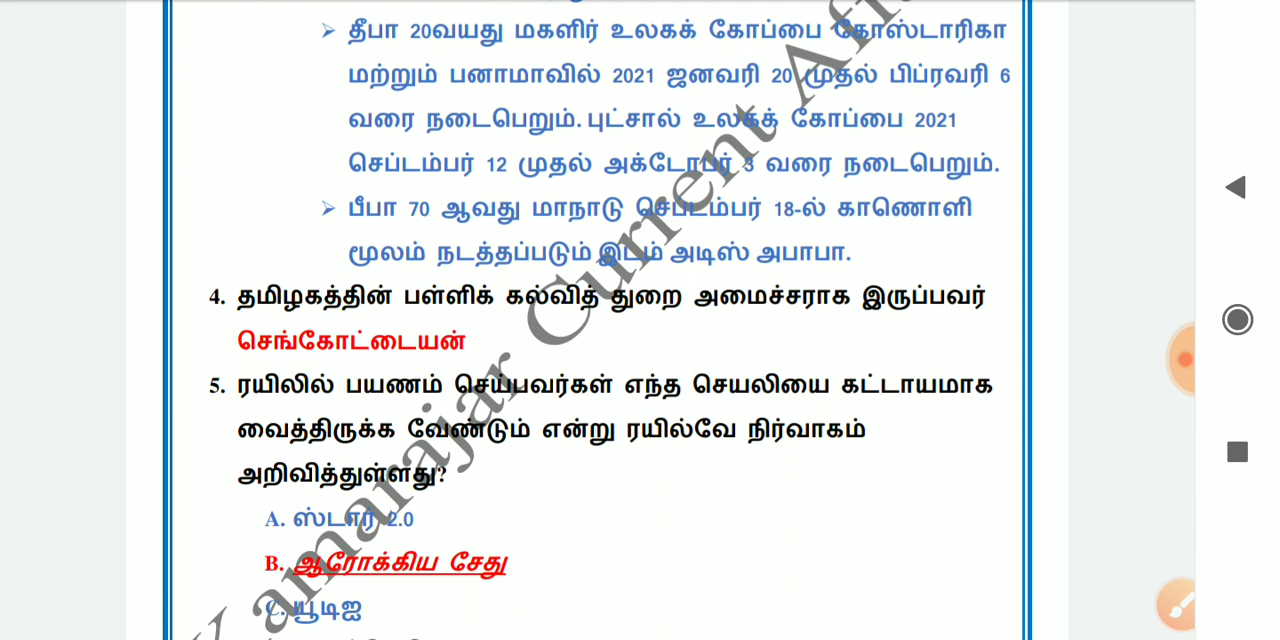 ➢ தீபா 20வயது மகளிர் உலகக் கோப்பை கோஸ்டாரிகா
மற்றும் பனாமாவில் 2021 ஜனவரி 20 முதல் பிப்ரவரி 6
வரை நடைபெறும். புட்சால் உலகக் கோப்பை 2021
செப்டம்பர் 12 முதல் அக்டோபர் 3 வரை நடைபெறும்.
➢ பீபா 70 ஆவது மாநாடு செப்டம்பர் 18-ல் காணொளி
மூலம் நடத்தப்படும் இடம் அடிஸ் அபாபா.
4. தமிழகத்தின் பள்ளிக் கல்வித் துறை அமைச்சராக இருப்பவர்
செங்கோட்டையன்
5. ரயிலில் பயணம் செய்பவர்கள் எந்த செயலியை கட்டாயமாக
வைத்திருக்க வேண்டும் என்று ரயில்வே நிர்வாகம்
அறிவித்துள்ளது?
A. ஸ்டார் 2.0
B. ஆரோக்கிய சேது
C. யூடிஐ
Kamarajar Current